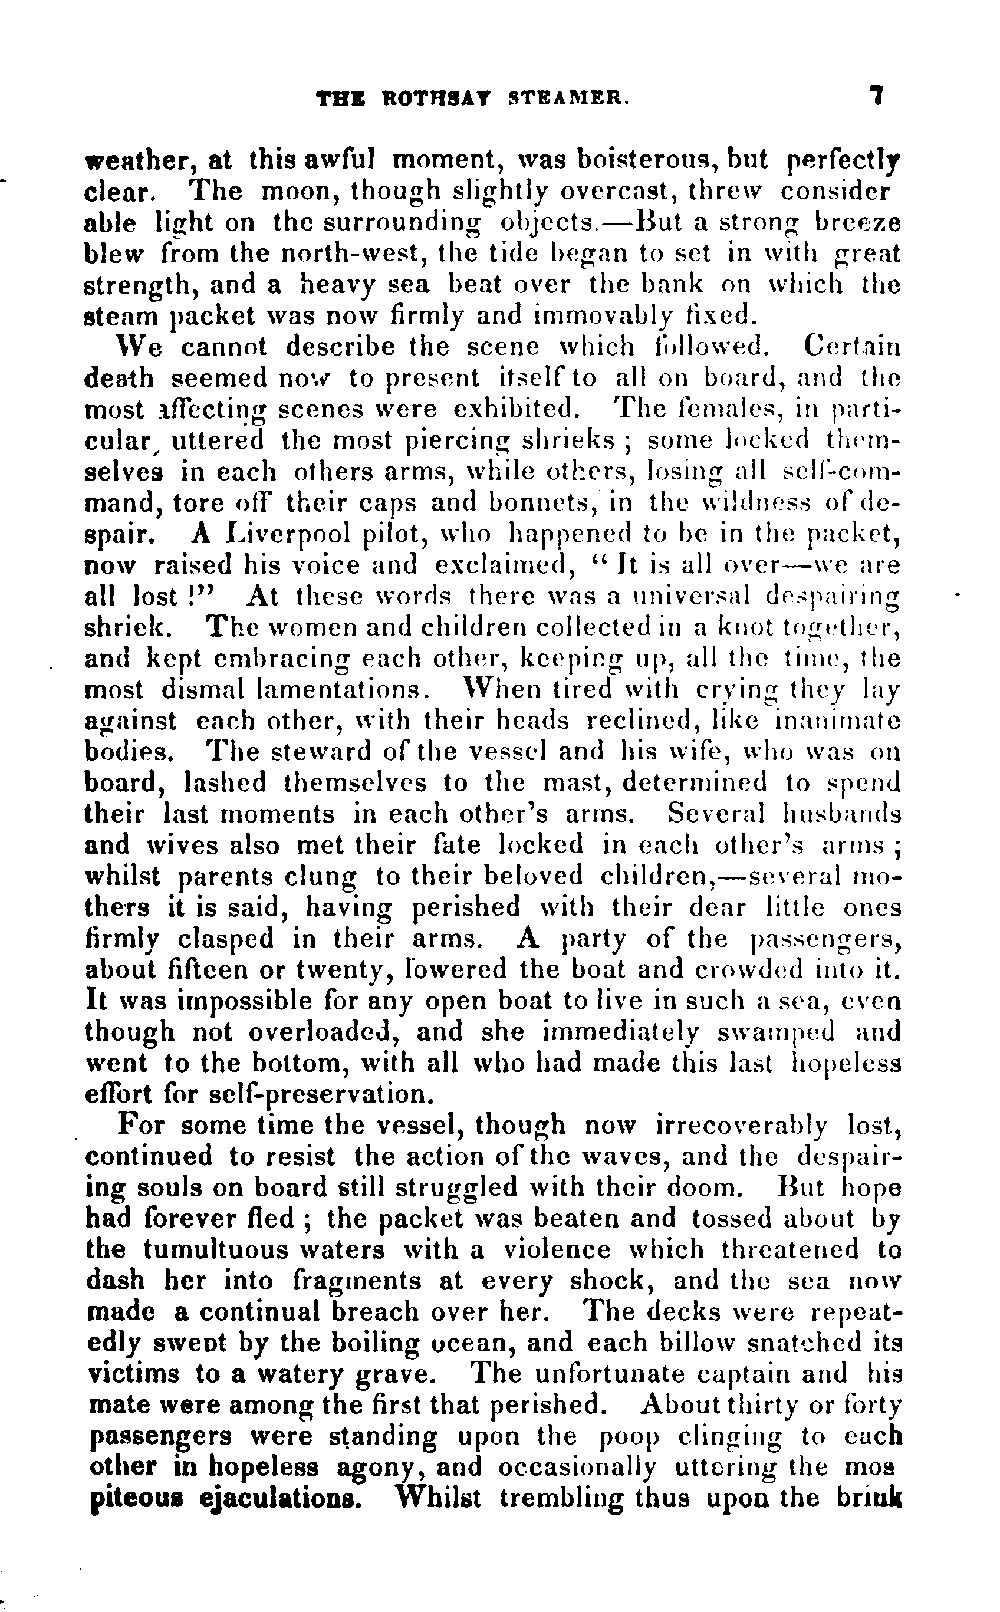 THE ROTHSAY STEAMER. 7
weather, at this awful moment, was boisterous, but perfectly
clear. The moon, though slightly overcast, threw consider
able light on the surrounding objects.—But a strong breeze
blew from the north-west, the tide began to set in with great
strength, and a heavy sea beat over the bank on which the
steam packet was now firmly and immovably fixed.
We cannot describe the scene which followed. Certain
death seemed now to present itself to all on board, and the
most affecting scenes were exhibited. The females, in parti-
cular, uttered the most piercing shrieks ; some locked them-
selves in each others arms, while others, losing all self-com-
mand, tore off their caps and bonnets, in the wildness of de-
spair. A Liverpool pilot, who happened to be in the packet,
now raised his voice and exclaimed, “ It is all over—we are
all lost !” At these words there was a universal despairing
shriek. The women and children collected in a knot together,
and kept embracing each other, keeping up, all the time, the
most dismal lamentations. When tired with crying they lay
against each other, with their heads reclined, like inanimate
bodies. The steward of the vessel and his wife, who was on
board, lashed themselves to the mast, determined to spend
their last moments in each other’s arms. Several husbands
and wives also met their fate locked in each other’s arms ;
whilst parents clung to their beloved children,—several mo-
thers it is said, having perished with their dear little ones
firmly clasped in their arms. A party of the passengers,
about fifteen or twenty, lowered the boat and crowded into it.
It was impossible for any open boat to live in such a sea, even
though not overloaded, and she immediately swamped and
went to the bottom, with all who had made this last hopeless
effort for self-preservation.
For some time the vessel, though now irrecoverably lost,
continued to resist the action of the waves, and the despair-
ing souls on board still struggled with their doom. But hope
had forever fled ; the packet was beaten and tossed about by
the tumultuous waters with a violence which threatened to
dash her into fragments at every shock, and the sea now
made a continual breach over her. The decks were repeat-
edly swept by the boiling ocean, and each billow snatched its
victims to a watery grave. The unfortunate captain and his
mate were among the first that perished. About thirty or forty
passengers were standing upon the poop clinging to each
other in hopeless agony, and occasionally uttering the mos
piteous ejaculations. Whilst trembling thus upon the brink